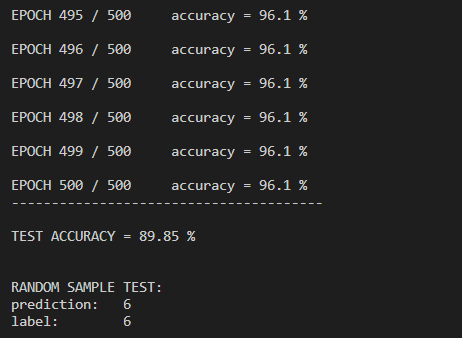 EPOCH 495 / 500     accuracy = 96.1 %
EPOCH 496 / 500     accuracy = 96.1 %
EPOCH 497 / 500     accuracy = 96.1 %
EPOCH 498 / 500     accuracy = 96.1 %
EPOCH 499 / 500     accuracy = 96.1 %
EPOCH 500 / 500     accuracy = 96.1 %
---------------------------------------
TEST ACCURACY = 89.85 %
RANDOM SAMPLE TEST:
prediction:   6
label:        6